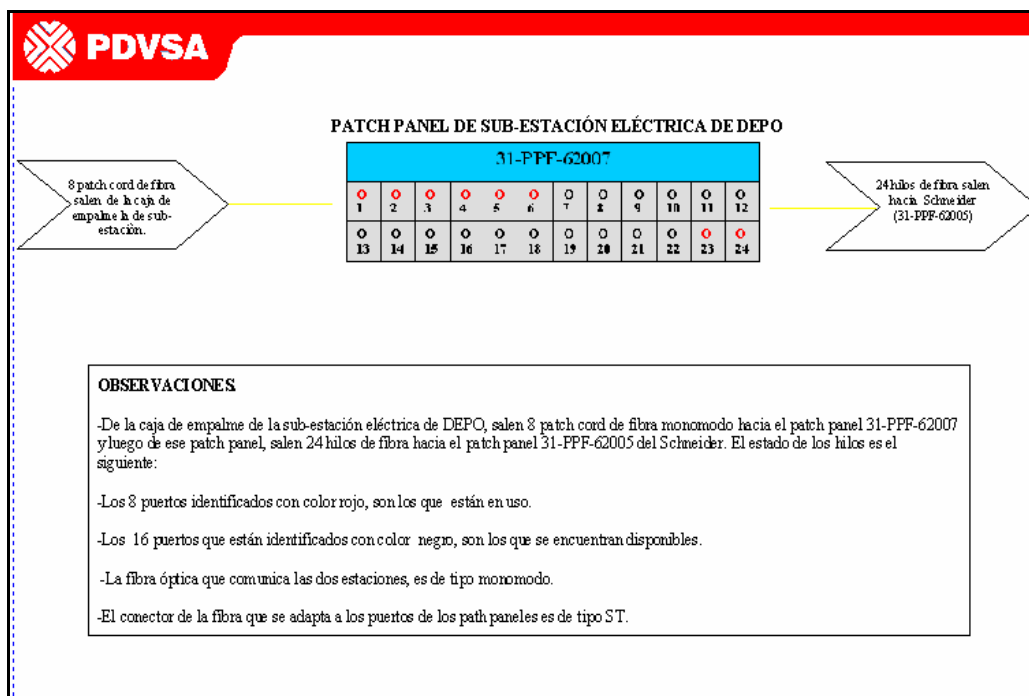 PDVSA
PATCH PANEL DE SUB-ESTACIÓN ELÉCTRICA DE DEPO
8 patch cord de fibra
salen de la caja de
empalme la de sub-
estación.
31-PPF-62007
O O O O O O O O O O O O
1 2 3 4 5 6 7 8 9 10 11 12
O O O O O O O O O O O O
13 14 15 16 17 18 19 20 21 22 23 24
24 hilos de fibra salen
hacia Schneider
(31-PPF-62005)
OBSERVACIONES.
-De la caja de empalme de la sub-estación eléctrica de DEPO, salen 8 patch cord de fibra monomodo hacia el patch panel 31-PPF-62007
y luego de ese patch panel, salen 24 hilos de fibra hacia el patch panel 31-PPF-62005 del Schneider. El estado de los hilos es el
siguiente:
-Los 8 puertos identificados con color rojo, son los que están en uso.
-Los 16 puertos que están identificados con color negro, son los que se encuentran disponibles.
-La fibra óptica que comunica las dos estaciones, es de tipo monomodo.
-El conector de la fibra que se adapta a los puertos de los path paneles es de tipo ST.